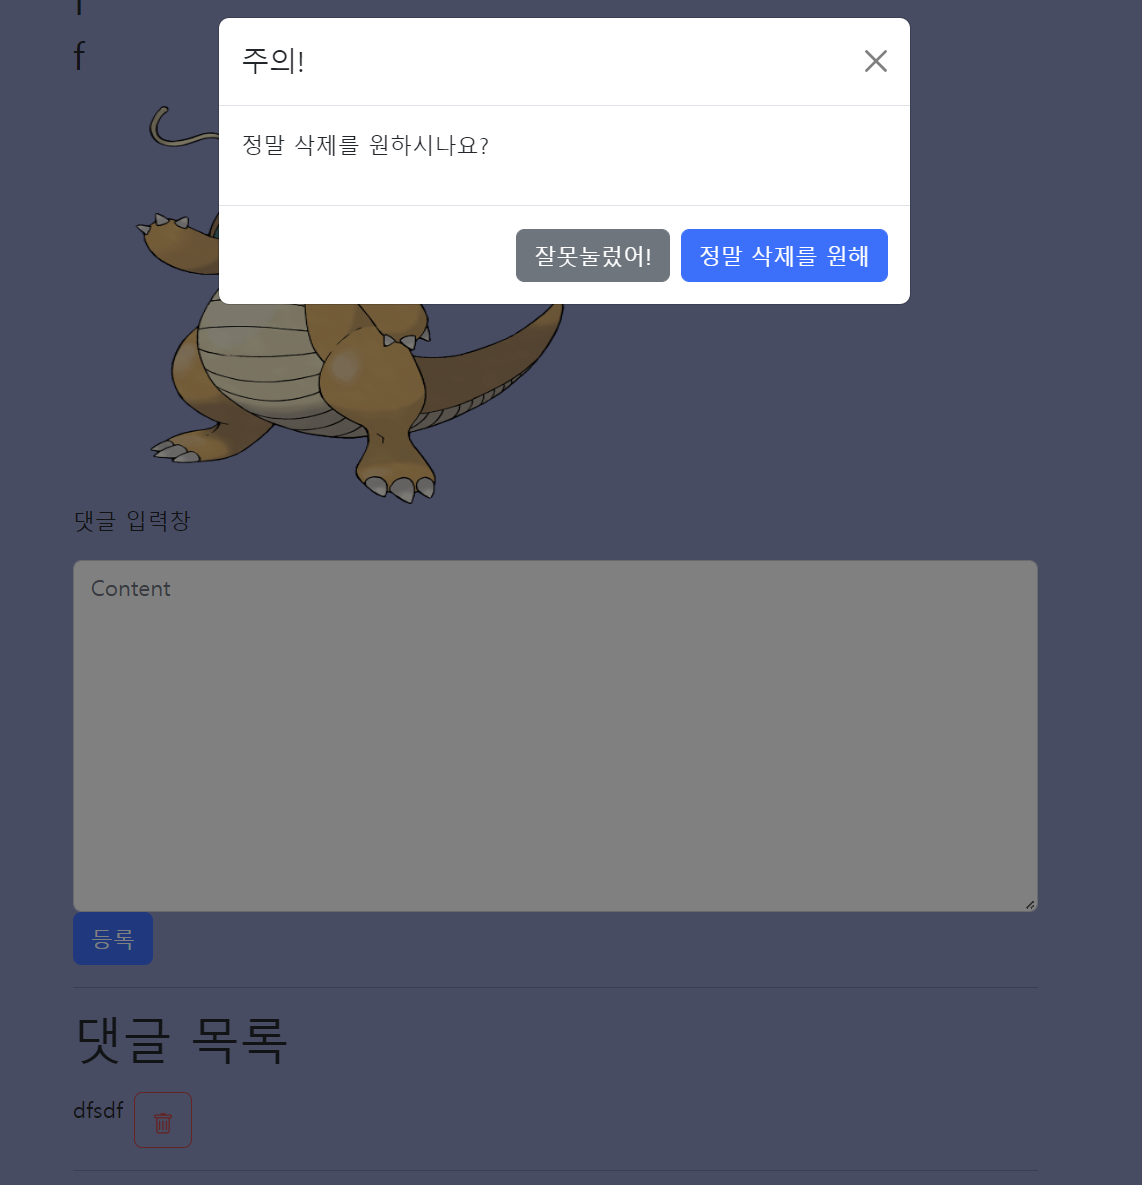 f
주의!
정말 삭제를 원하시나요?
잘못눌렀어! 정말 삭제를 원해
댓글 입력창
Content
등록
댓글 목록
dfsdf